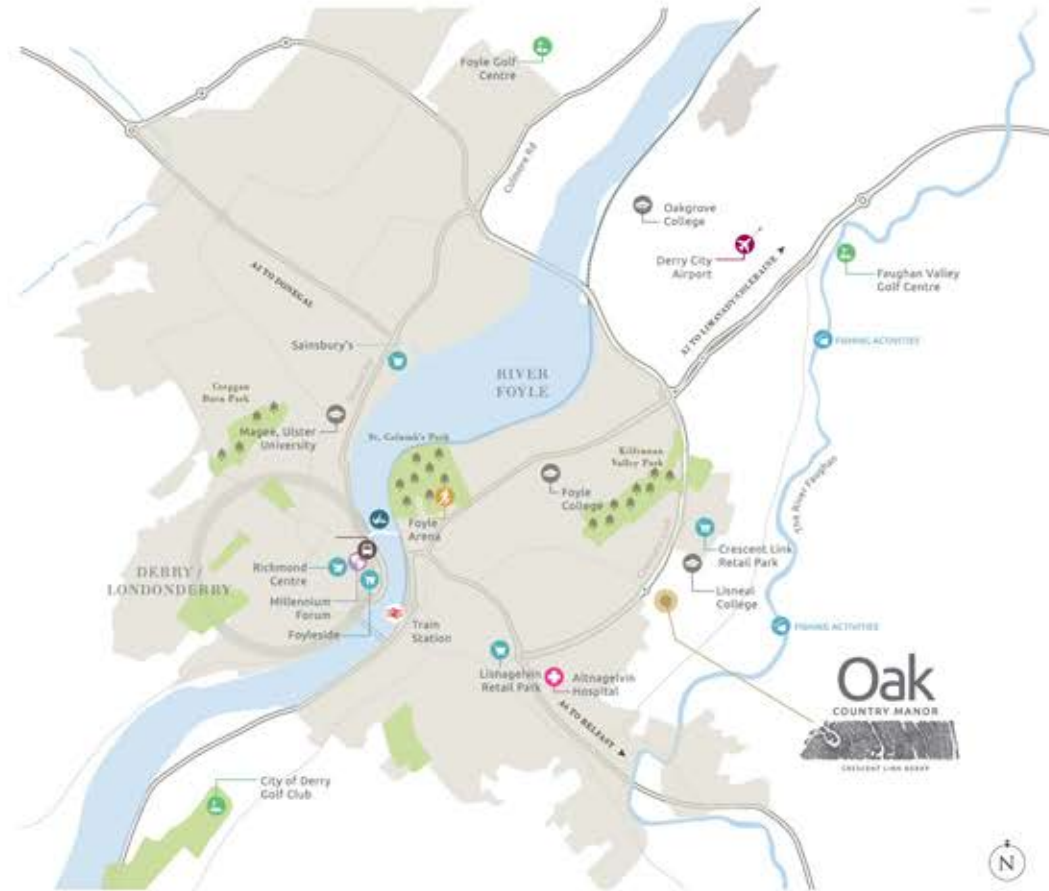 Foyle Golf
Centre
Culmore Rd
Oakgrove
College
Derry City
Airport
Faughan Valley
Golf Centre
A2 TO DONEGAL
A2 TO LIMAVADY/COLERAINE
FISHING ACTIVITIES
Sainsbury's
RIVER
FOYLE
Creggan
Burn Park
Magee, Ulster
University
St. Columb's Park
Kilfennan
Valley Park
The River Faughan
Foyle
College
Foyle
Arena
Crescent Link
Retail Park
Lisneal
College
DERRY /
LONDONDERRY
Richmond
Centre
Millennium
Forum
Foyleside
Train
Station
FISHING ACTIVITIES
Lisnagelvin
Retail Park
Altnagelvin
Hospital
A6 TO BELFAST
Oak
COUNTRY MANOR
CRESCENT LINK DERRY
City of Derry
Golf Club
N